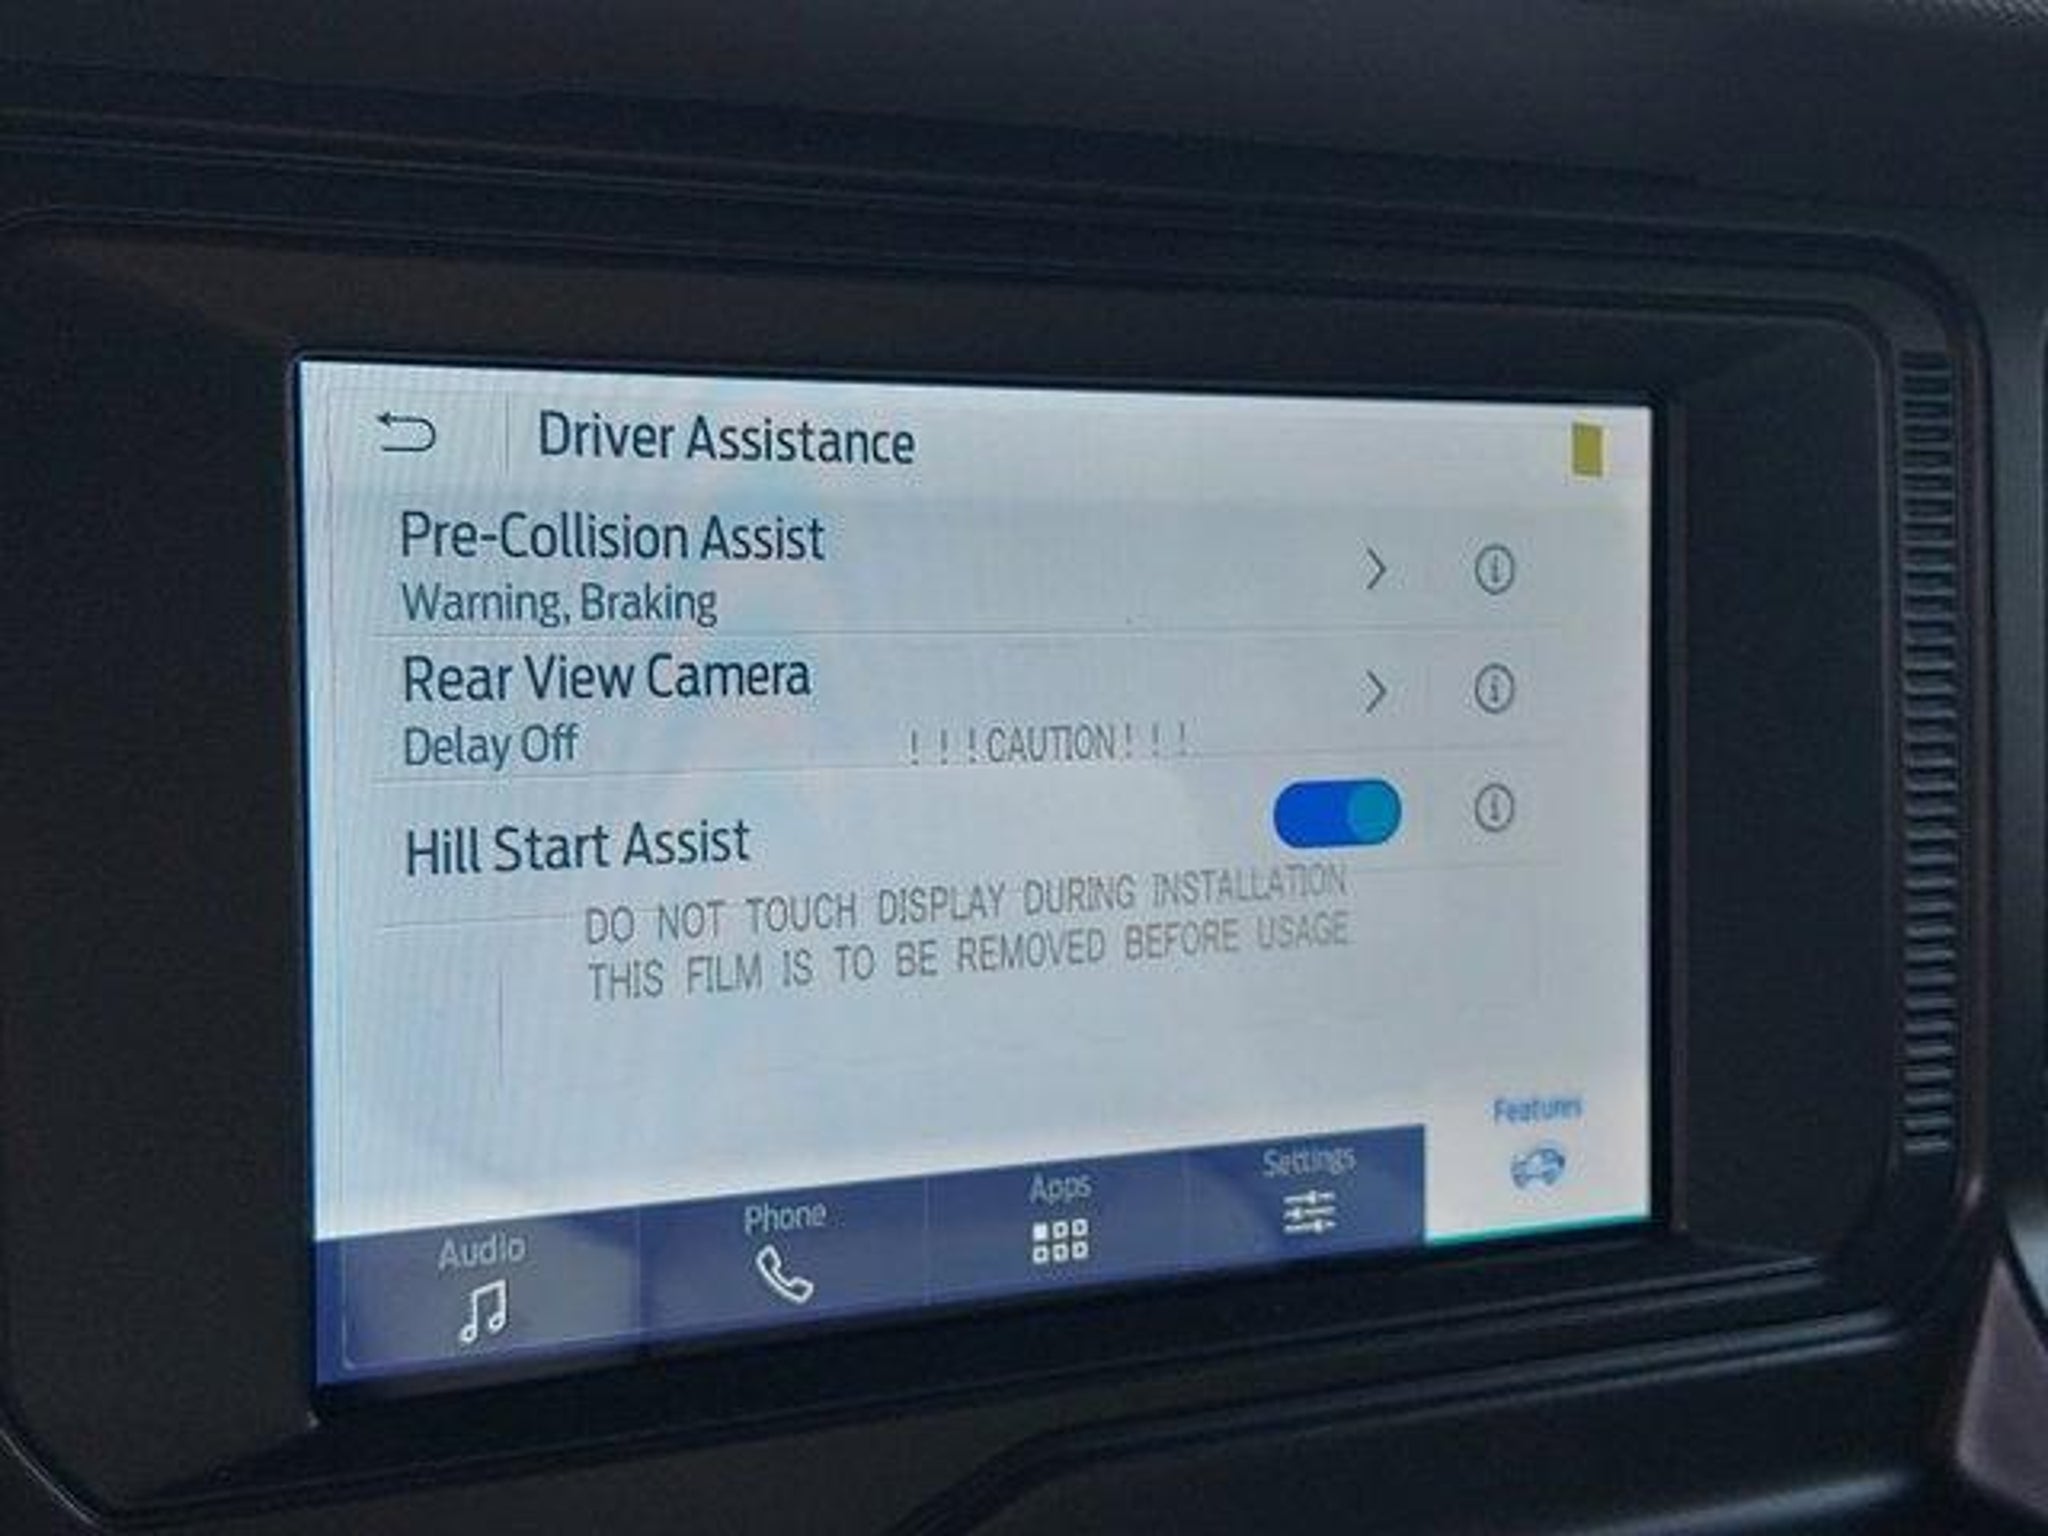 Driver Assistance
Pre-Collision Assist
Warning, Braking
Rear View Camera
Delay Off
! ! ! CAUTION ! ! !
Hill Start Assist
DO NOT TOUCH DISPLAY DURING INSTALLATION
THIS FILM IS TO BE REMOVED BEFORE USAGE
Audio
Phone
Apps
Settings
Features